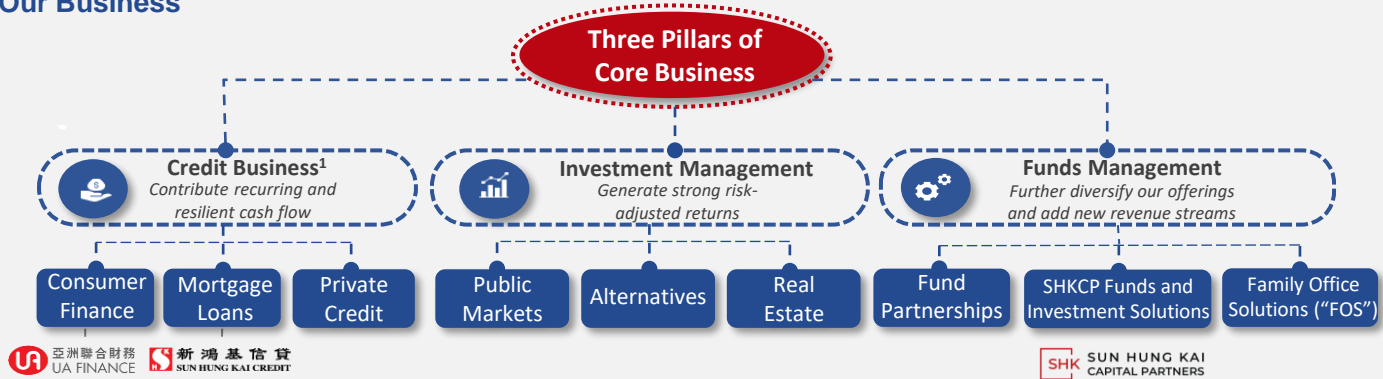 Our Business
Three Pillars of
Core Business
Credit Business1
Contribute recurring and
resilient cash flow
Investment Management
Generate strong risk-
adjusted returns
Funds Management
Further diversify our offerings
and add new revenue streams
Consumer
Finance
Mortgage
Loans
Private
Credit
Public
Markets
Alternatives
Real
Estate
Fund
Partnerships
SHKCP Funds and
Investment Solutions
Family Office
Solutions (“FOS”)
UA
亞洲聯合財務
UA FINANCE
新鴻基信貸
SUN HUNG KAI CREDIT
SHK
SUN HUNG KAI
CAPITAL PARTNERS